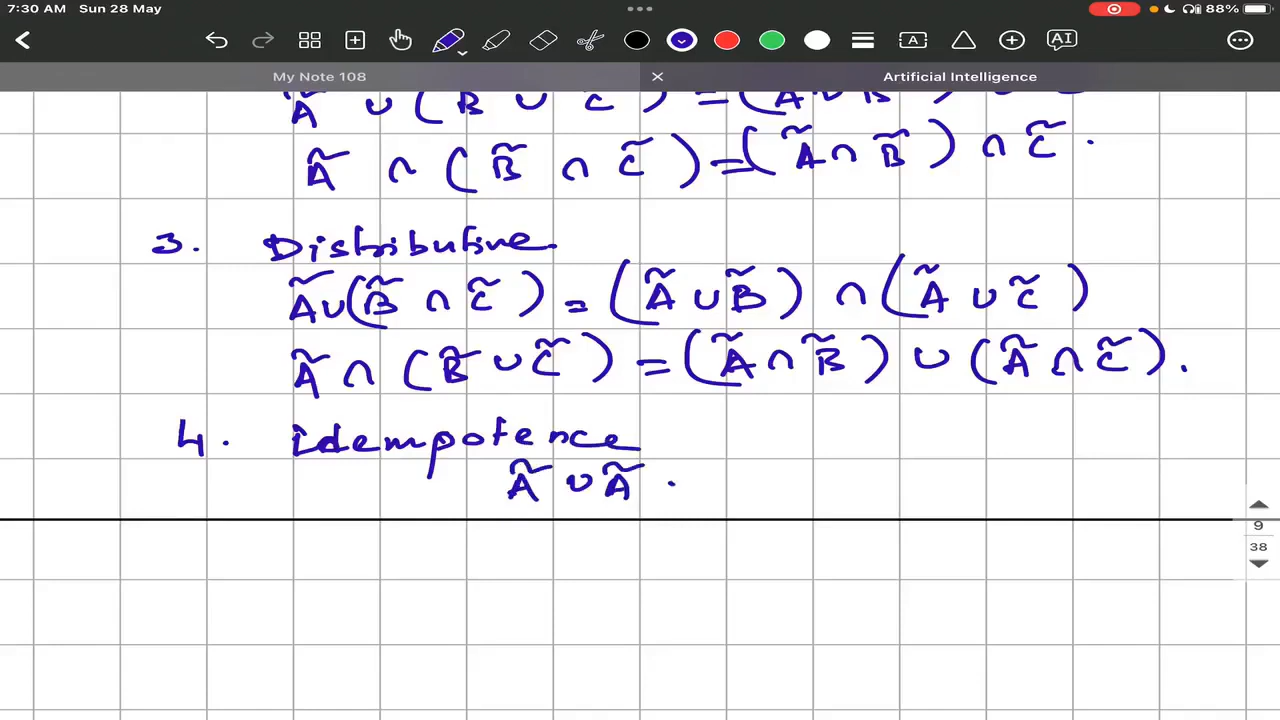 7:30 AM Sun 28 May 88%
My Note 108 Artificial Intelligence
Ã ∪ (B̃ ∪ C̃) = (Ã ∪ B̃)
Ã ∩ (B̃ ∩ C̃) = (Ã ∩ B̃) ∩ C̃.
3. Distributive
Ã ∪ (B̃ ∩ C̃) = (Ã ∪ B̃) ∩ (Ã ∪ C̃)
Ã ∩ (B̃ ∪ C̃) = (Ã ∩ B̃) ∪ (Ã ∩ C̃).
4. Idempotence
Ã ∪ Ã .
9
38